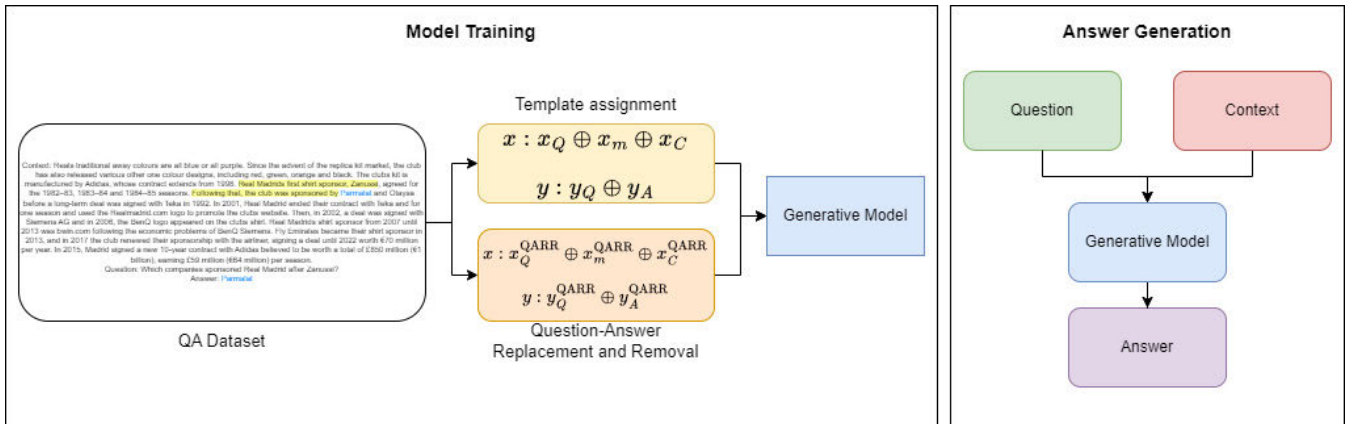 Model Training
Template assignment
x : x_Q ⊕ x_m ⊕ x_C
y : y_Q ⊕ y_A
Context: Reals traditional away colours are all blue or all purple. Since the advent of the replica kit market, the club
has also released various other one colour designs, including red, green, orange and black. The clubs kit is
manufactured by Adidas, whose contract extends from 1998. Real Madrids first shirt sponsor, Zanussi, agreed for
the 1982–83, 1983–84 and 1984–85 seasons. Following that, the club was sponsored by Parmalat and Otaysa
before a long-term deal was signed with Teka in 1992. In 2001, Real Madrid ended their contract with Teka and for
one season and used the Realmadrid.com logo to promote the clubs website. Then, in 2002, a deal was signed with
Siemens AG and in 2006, the BenQ logo appeared on the clubs shirt. Real Madrids shirt sponsor from 2007 until
2013 was bwin.com following the economic problems of BenQ Siemens. Fly Emirates became their shirt sponsor in
2013, and in 2017 the club renewed their sponsorship with the airliner, signing a deal until 2022 worth €70 million
per year. In 2015, Madrid signed a new 10-year contract with Adidas believed to be worth a total of £850 million (€1
billion), earning £59 million (€64 million) per season.
Question: Which companies sponsored Real Madrid after Zanussi?
Answer: Parmalat
QA Dataset
x : x_Q^QARR ⊕ x_m^QARR ⊕ x_C^QARR
y : y_Q^QARR ⊕ y_A^QARR
Question-Answer
Replacement and Removal
Generative Model
Answer Generation
Question
Context
Generative Model
Answer